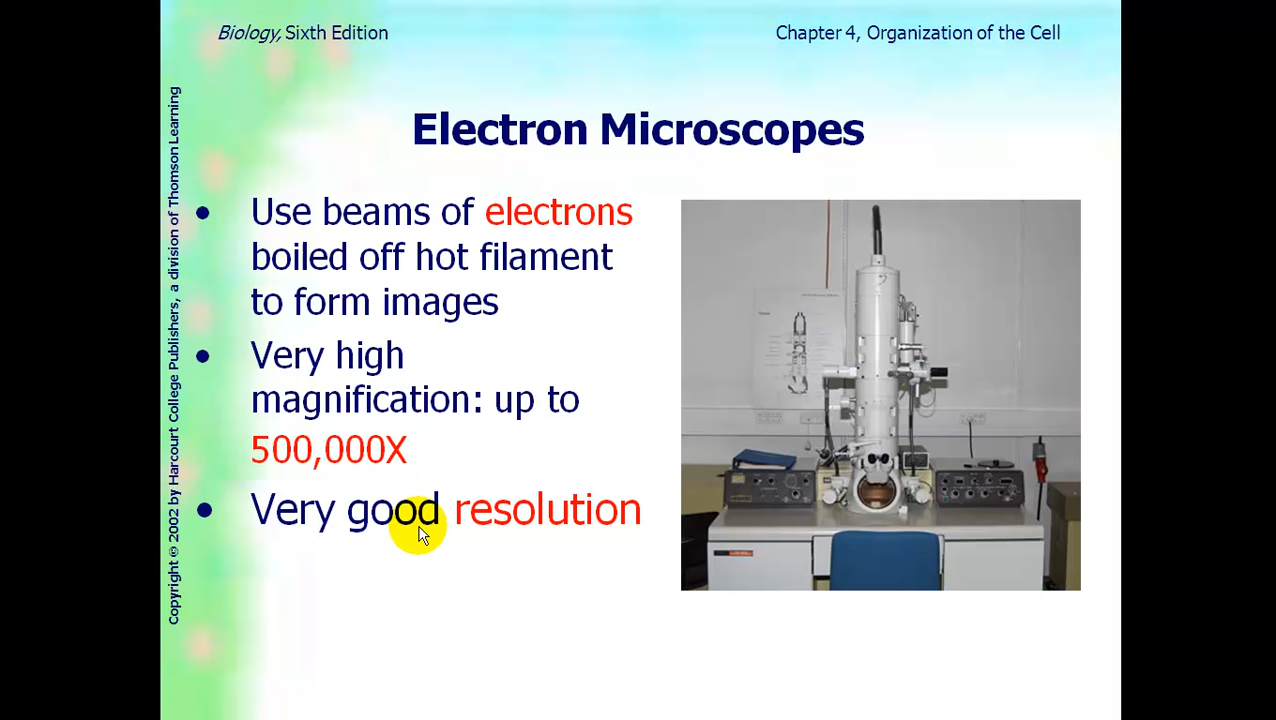 Biology, Sixth Edition
Chapter 4, Organization of the Cell
Copyright © 2002 by Harcourt College Publishers, a division of Thomson Learning
Electron Microscopes
• Use beams of electrons
boiled off hot filament
to form images
• Very high
magnification: up to
500,000X
• Very good resolution